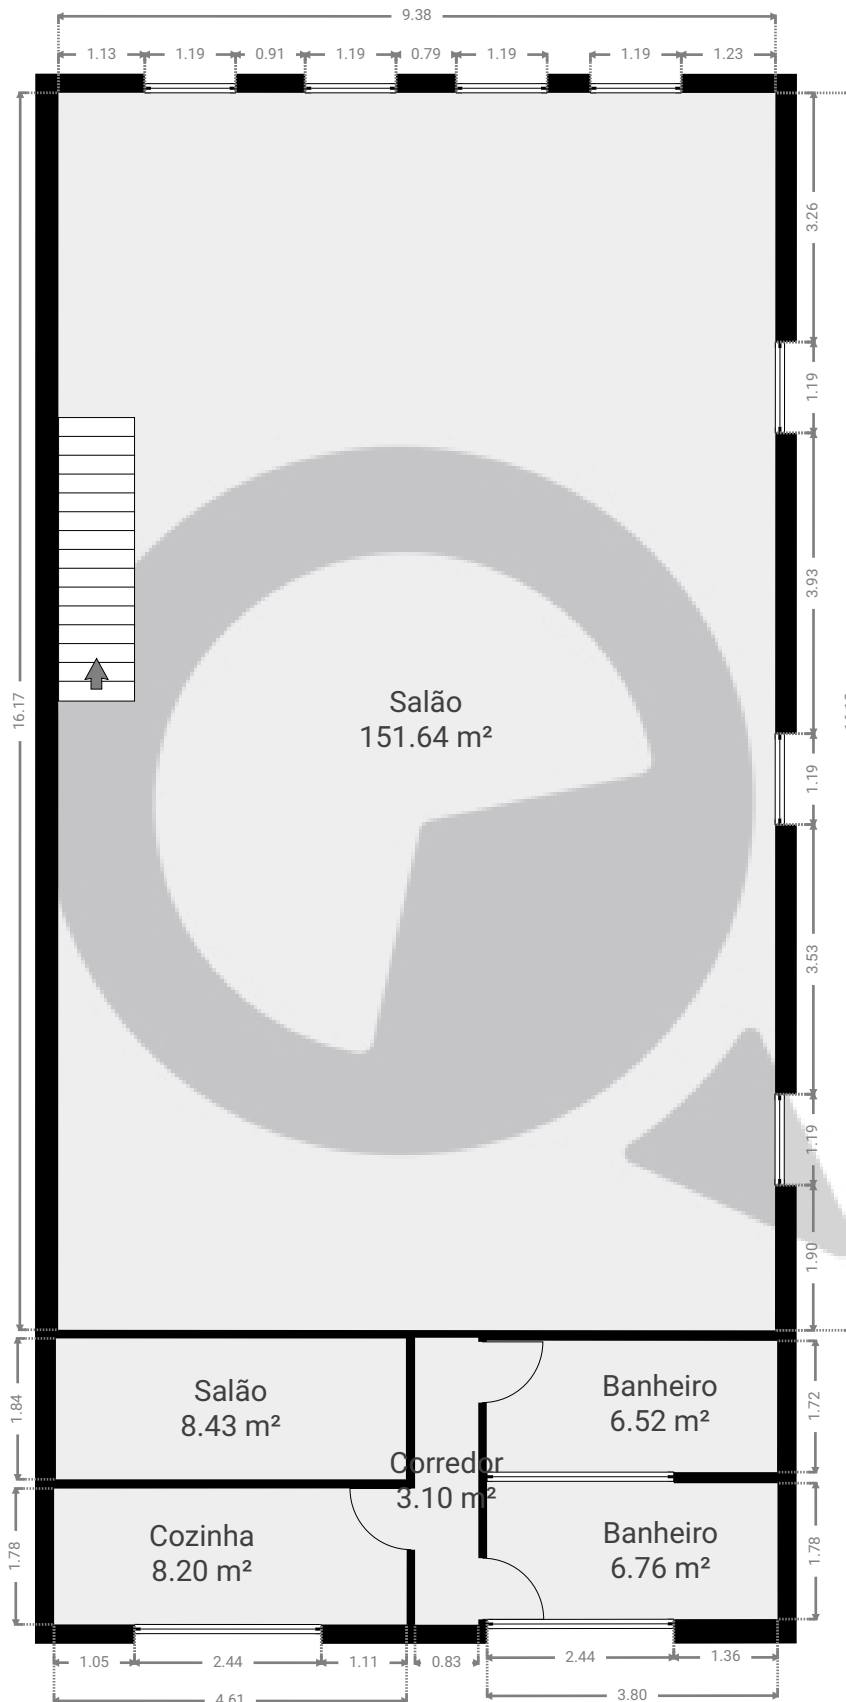 9.38
1.13 1.19 0.91 1.19 0.79 1.19 1.19 1.23
3.26
1.19
3.93
16.17
Salão
151.64 m²
1.19
3.53
1.19
1.90
1.84
Salão
8.43 m²
Banheiro
6.52 m²
1.72
Corredor
3.10 m²
1.78
Cozinha
8.20 m²
Banheiro
6.76 m²
1.78
1.05 2.44 1.11 0.83 2.44 1.36
4.61 3.80